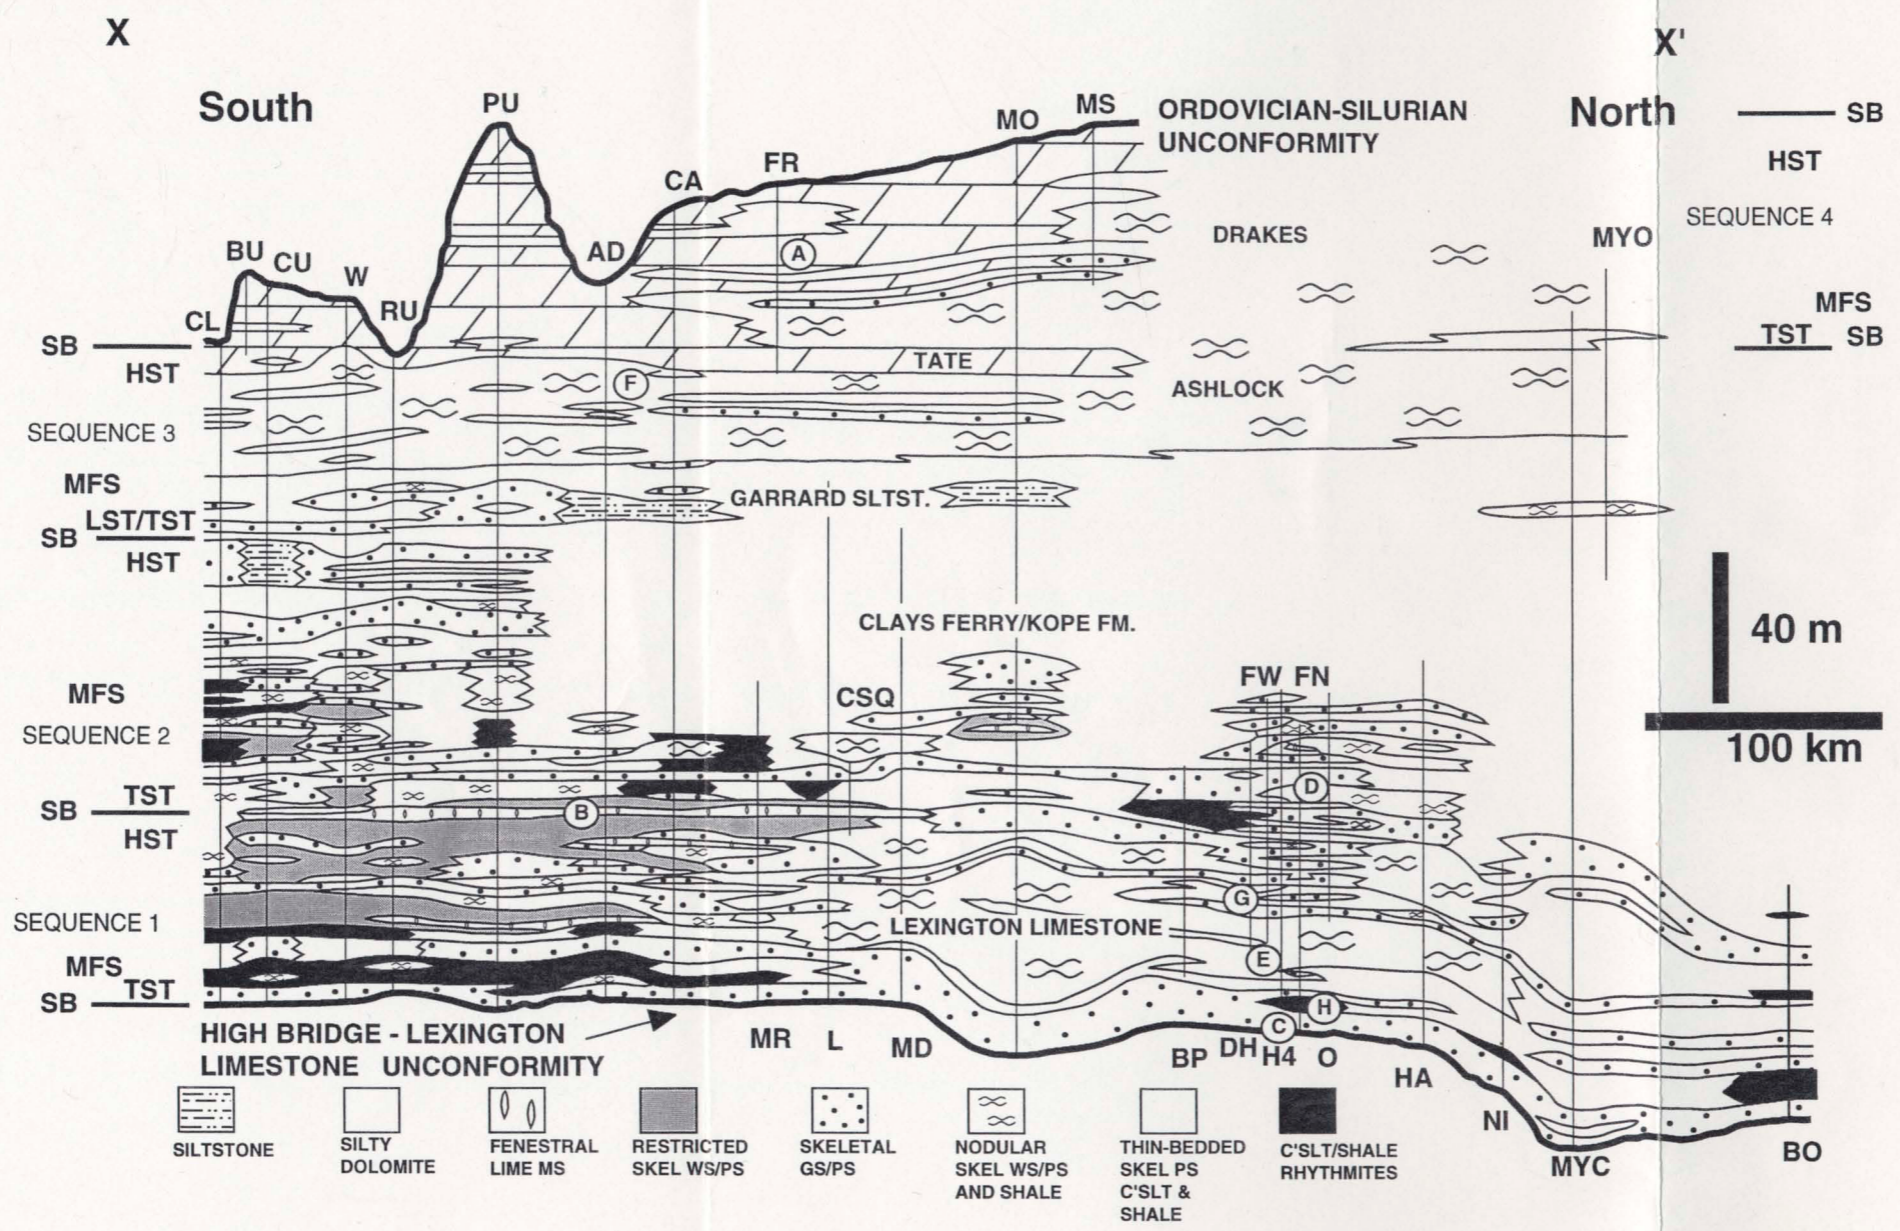 X
X'
South
PU
MO
MS
ORDOVICIAN-SILURIAN
UNCONFORMITY
North
SB
HST
SEQUENCE 4
BU
CU
W
RU
AD
CA
FR
A
DRAKES
MYO
MFS
TST
SB
CL
SB
HST
F
TATE
ASHLOCK
SEQUENCE 3
MFS
LST/TST
SB
HST
GARRARD SLTST.
40 m
100 km
CLAYS FERRY/KOPE FM.
MFS
SEQUENCE 2
CSQ
FW
FN
TST
SB
HST
B
D
G
SEQUENCE 1
LEXINGTON LIMESTONE
E
MFS
TST
SB
H
C
HIGH BRIDGE - LEXINGTON
LIMESTONE UNCONFORMITY
MR
L
MD
BP
DH
H4
O
HA
NI
MYC
BO
SILTSTONE
SILTY
DOLOMITE
FENESTRAL
LIME MS
RESTRICTED
SKEL WS/PS
SKELETAL
GS/PS
NODULAR
SKEL WS/PS
AND SHALE
THIN-BEDDED
SKEL PS
C'SLT &
SHALE
C'SLT/SHALE
RHYTHMITES